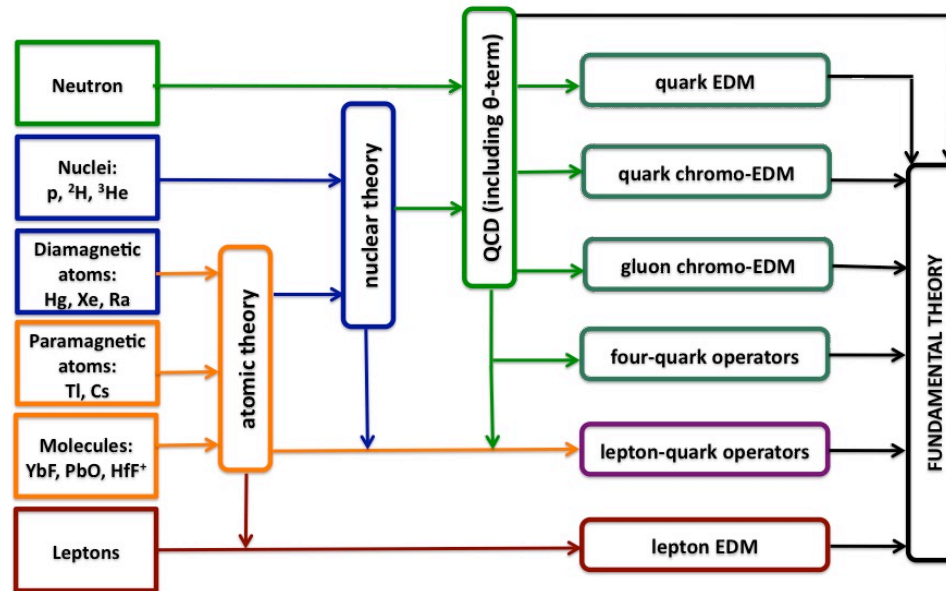 Neutron
Nuclei:
p, ²H, ³He
Diamagnetic
atoms:
Hg, Xe, Ra
Paramagnetic
atoms:
Tl, Cs
Molecules:
YbF, PbO, HfF⁺
Leptons
atomic theory
nuclear theory
QCD (including θ-term)
quark EDM
quark chromo-EDM
gluon chromo-EDM
four-quark operators
lepton-quark operators
lepton EDM
FUNDAMENTAL THEORY